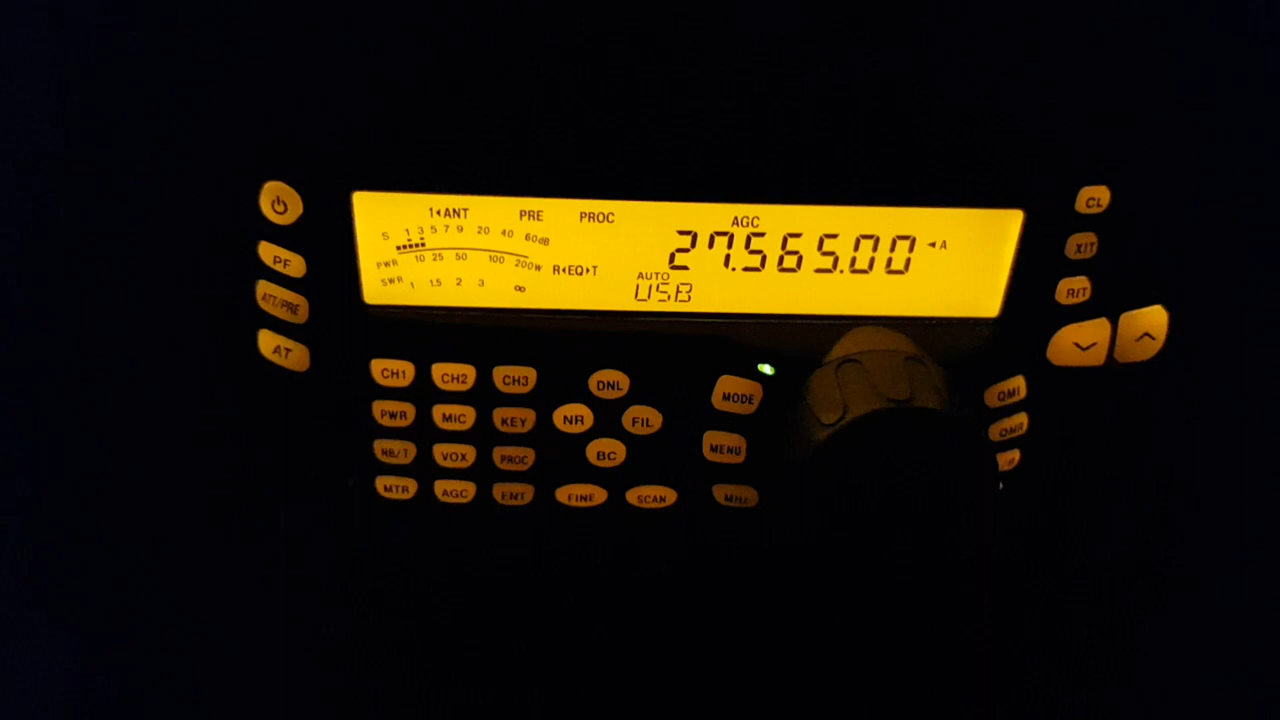 1◂ANT PRE PROC AGC
S 1 3 5 7 9 20 40 60dB
27.565.00 ◂A
PWR 10 25 50 100 200W
R◂EQ▸T
AUTO
SWR 1 1.5 2 3 ∞
USB
PF
ATT/PRE
AT
CH1 CH2 CH3
PWR MIC KEY
NB/T VOX PROC
MTR AGC ENT
DNL
NR FIL
BC
FINE SCAN
MODE
MENU
MHz
CL
XIT
RIT
QMI
QMR